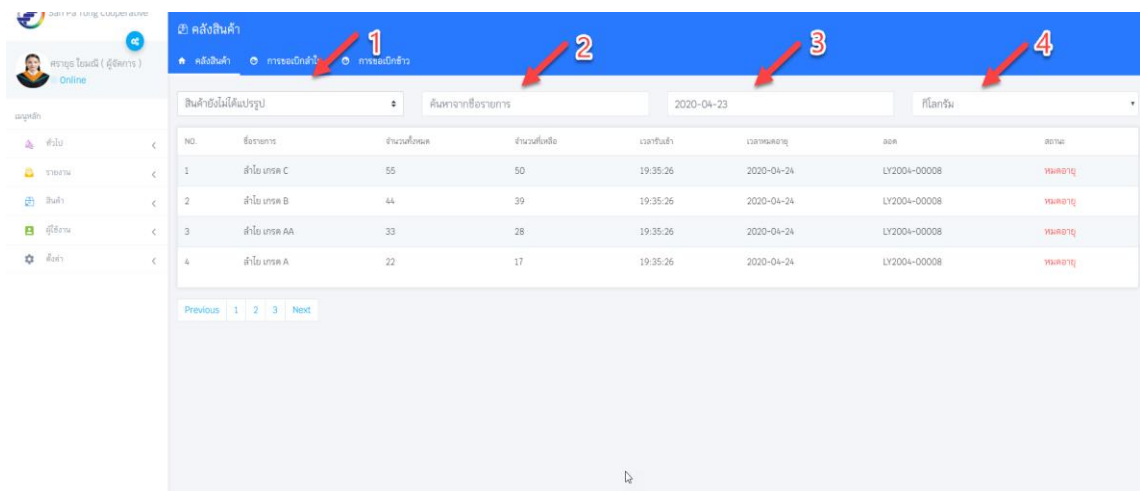 San Pa Tong Cooperative
ศรายุธ ใยมณี ( ผู้จัดการ )
Online
เมนูหลัก
ทั่วไป
รายงาน
สินค้า
ผู้ใช้งาน
ตั้งค่า
คลังสินค้า
คลังสินค้า การขอเบิกลำไย การขอเบิกข้าว
1 2 3 4
สินค้ายังไม่ได้แปรรูป ค้นหาจากชื่อรายการ 2020-04-23 กิโลกรัม
NO. ชื่อรายการ จำนวนทั้งหมด จำนวนที่เหลือ เวลารับเข้า เวลาหมดอายุ ลอต สถานะ
1 ลำไย เกรด C 55 50 19:35:26 2020-04-24 LY2004-00008 หมดอายุ
2 ลำไย เกรด B 44 39 19:35:26 2020-04-24 LY2004-00008 หมดอายุ
3 ลำไย เกรด AA 33 28 19:35:26 2020-04-24 LY2004-00008 หมดอายุ
4 ลำไย เกรด A 22 17 19:35:26 2020-04-24 LY2004-00008 หมดอายุ
Previous 1 2 3 Next